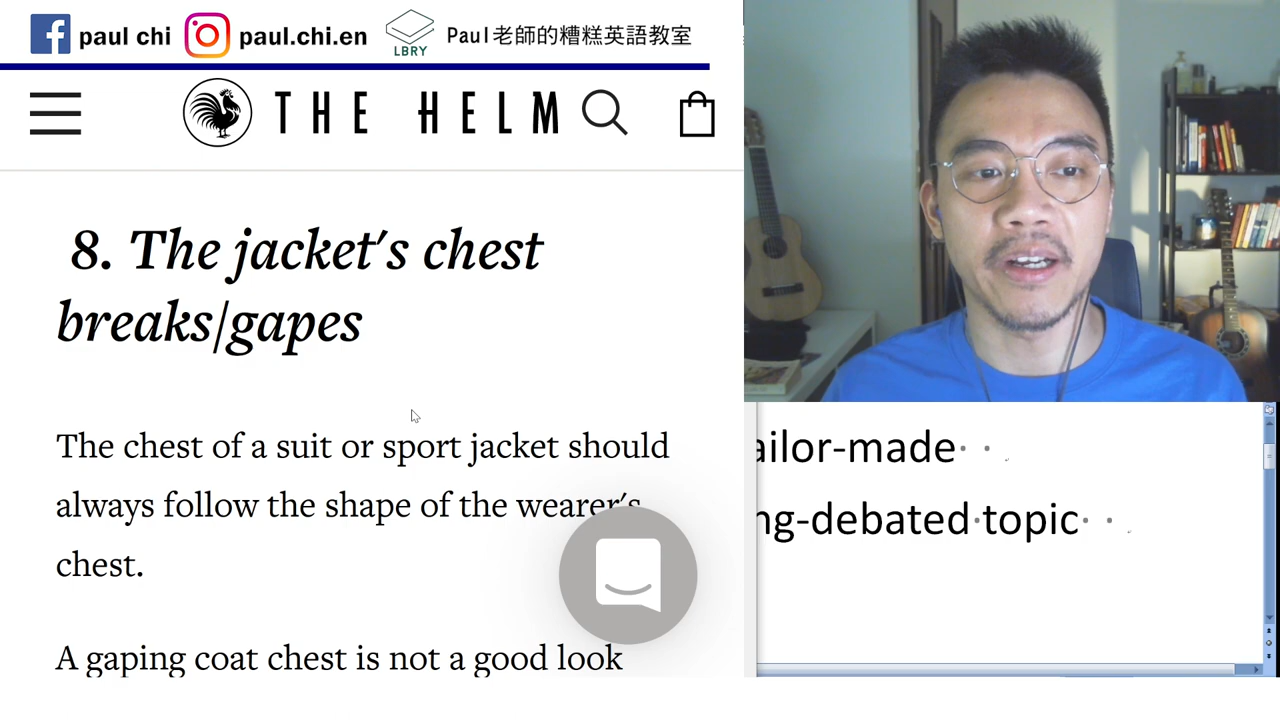 paul chi paul.chi.en LBRY Paul老師的糟糕英語教室
THE HELM
8. The jacket's chest
breaks/gapes
The chest of a suit or sport jacket should
always follow the shape of the wearer's
chest.
A gaping coat chest is not a good look
ailor-made
ng-debated topic